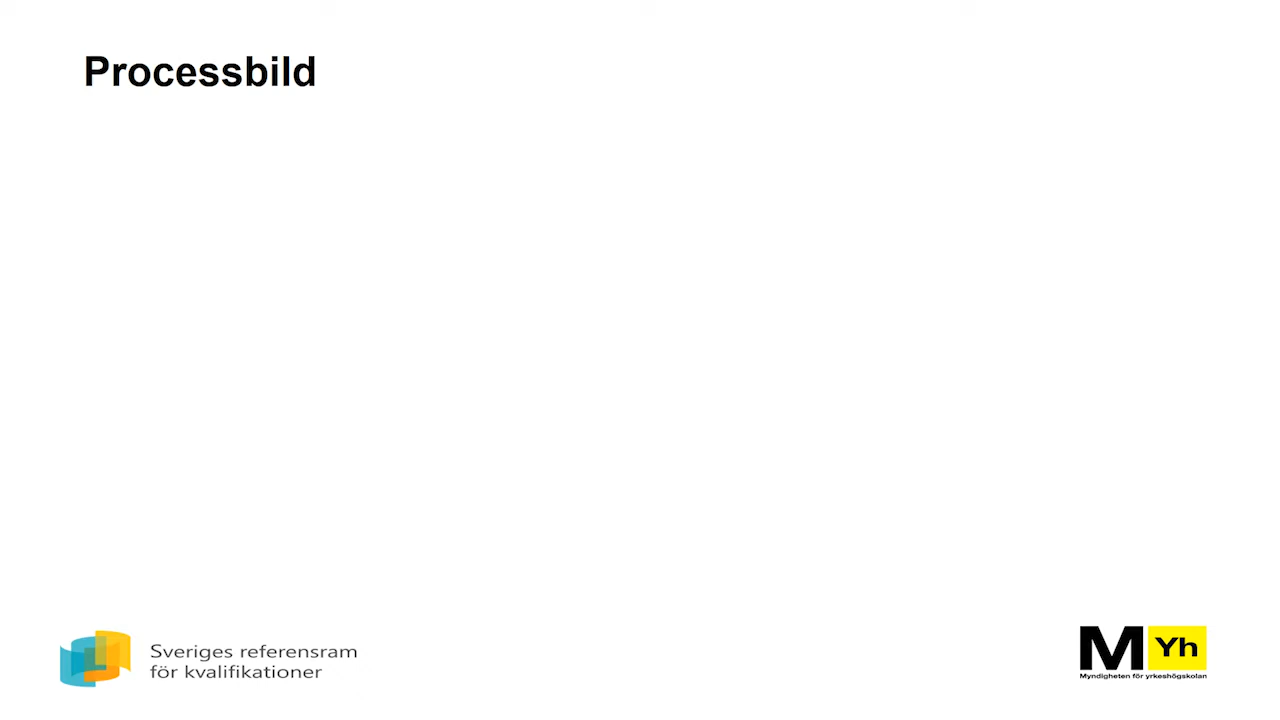 Processbild
Sveriges referensram
för kvalifikationer
M Yh
Myndigheten för yrkeshögskolan